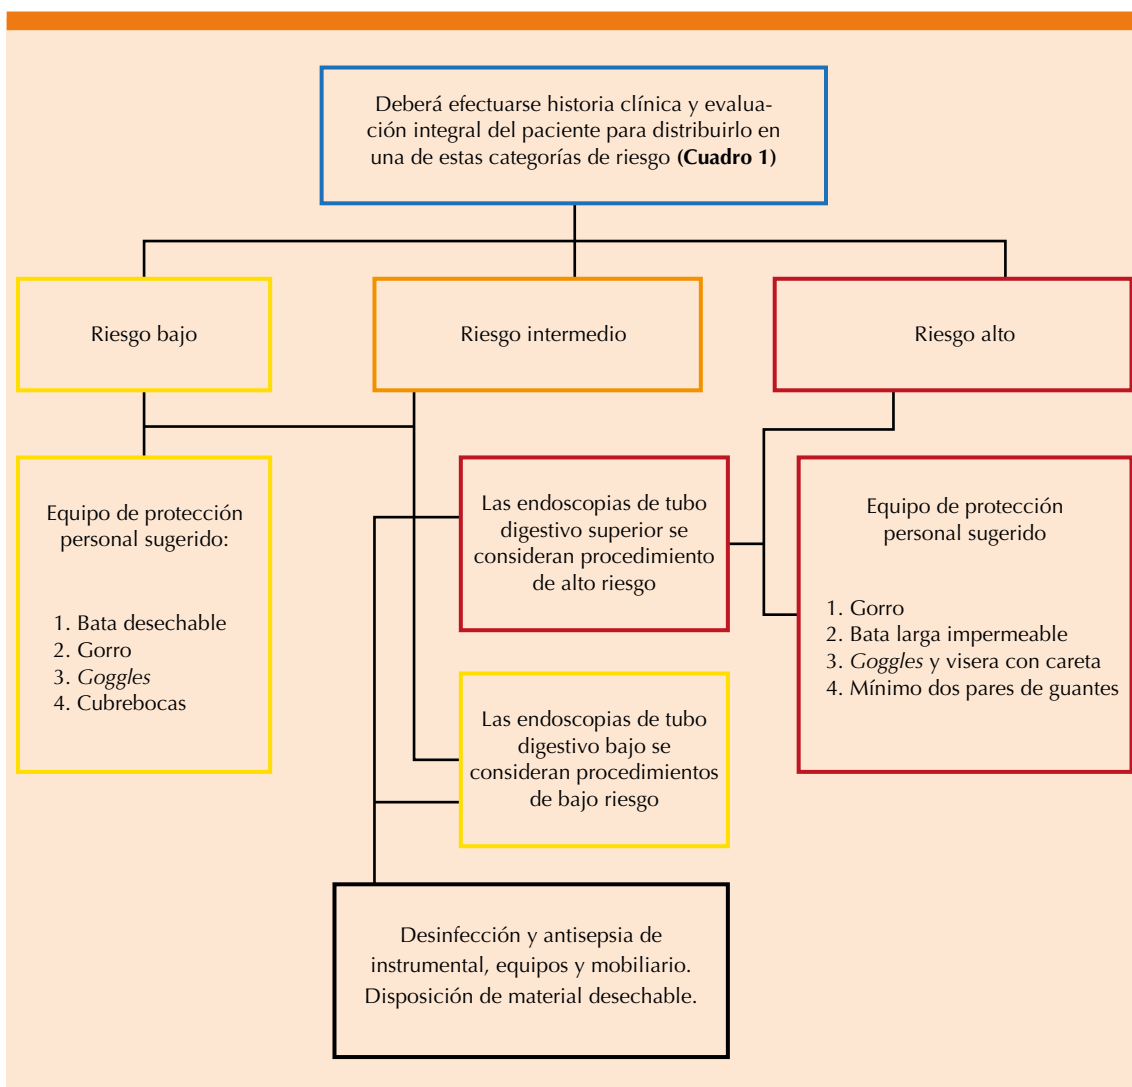 Deberá efectuarse historia clínica y evalua-
ción integral del paciente para distribuirlo en
una de estas categorías de riesgo (Cuadro 1)
Riesgo bajo
Riesgo intermedio
Riesgo alto
Equipo de protección
personal sugerido:
1. Bata desechable
2. Gorro
3. Goggles
4. Cubrebocas
Las endoscopias de tubo
digestivo superior se
consideran procedimiento
de alto riesgo
Equipo de protección
personal sugerido
1. Gorro
2. Bata larga impermeable
3. Goggles y visera con careta
4. Mínimo dos pares de guantes
Las endoscopias de tubo
digestivo bajo se
consideran procedimientos
de bajo riesgo
Desinfección y antisepsia de
instrumental, equipos y mobiliario.
Disposición de material desechable.